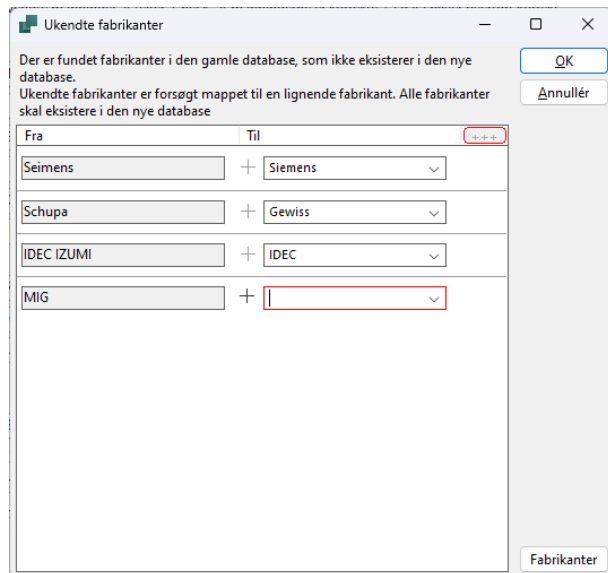 Ukendte fabrikanter
Der er fundet fabrikanter i den gamle database, som ikke eksisterer i den nye
database.
Ukendte fabrikanter er forsøgt mappet til en lignende fabrikant. Alle fabrikanter
skal eksistere i den nye database
OK
Annullér
Fra Til +++
Seimens + Siemens
Schupa + Gewiss
IDEC IZUMI + IDEC
MIG +
Fabrikanter